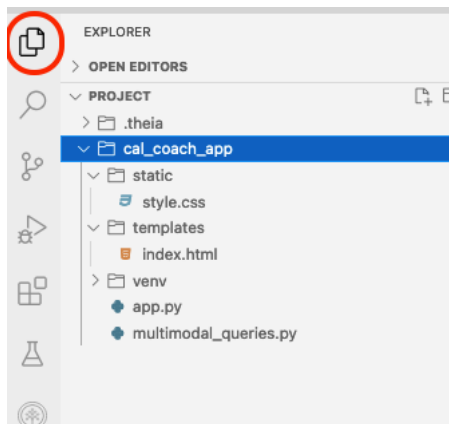 EXPLORER
OPEN EDITORS
PROJECT
.theia
cal_coach_app
static
style.css
templates
index.html
venv
app.py
multimodal_queries.py